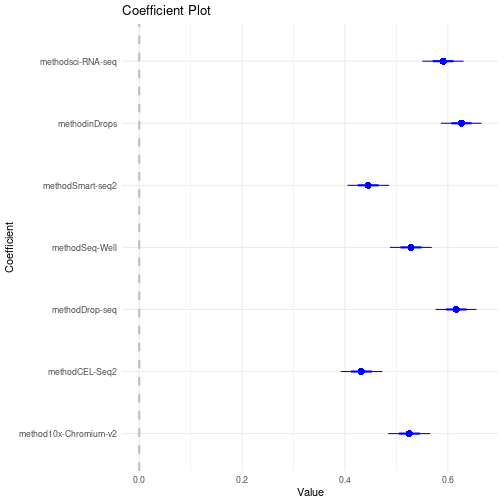 Coefficient Plot
Coefficient
methodsci-RNA-seq
methodinDrops
methodSmart-seq2
methodSeq-Well
methodDrop-seq
methodCEL-Seq2
method10x-Chromium-v2
0.0 0.2 0.4 0.6
Value